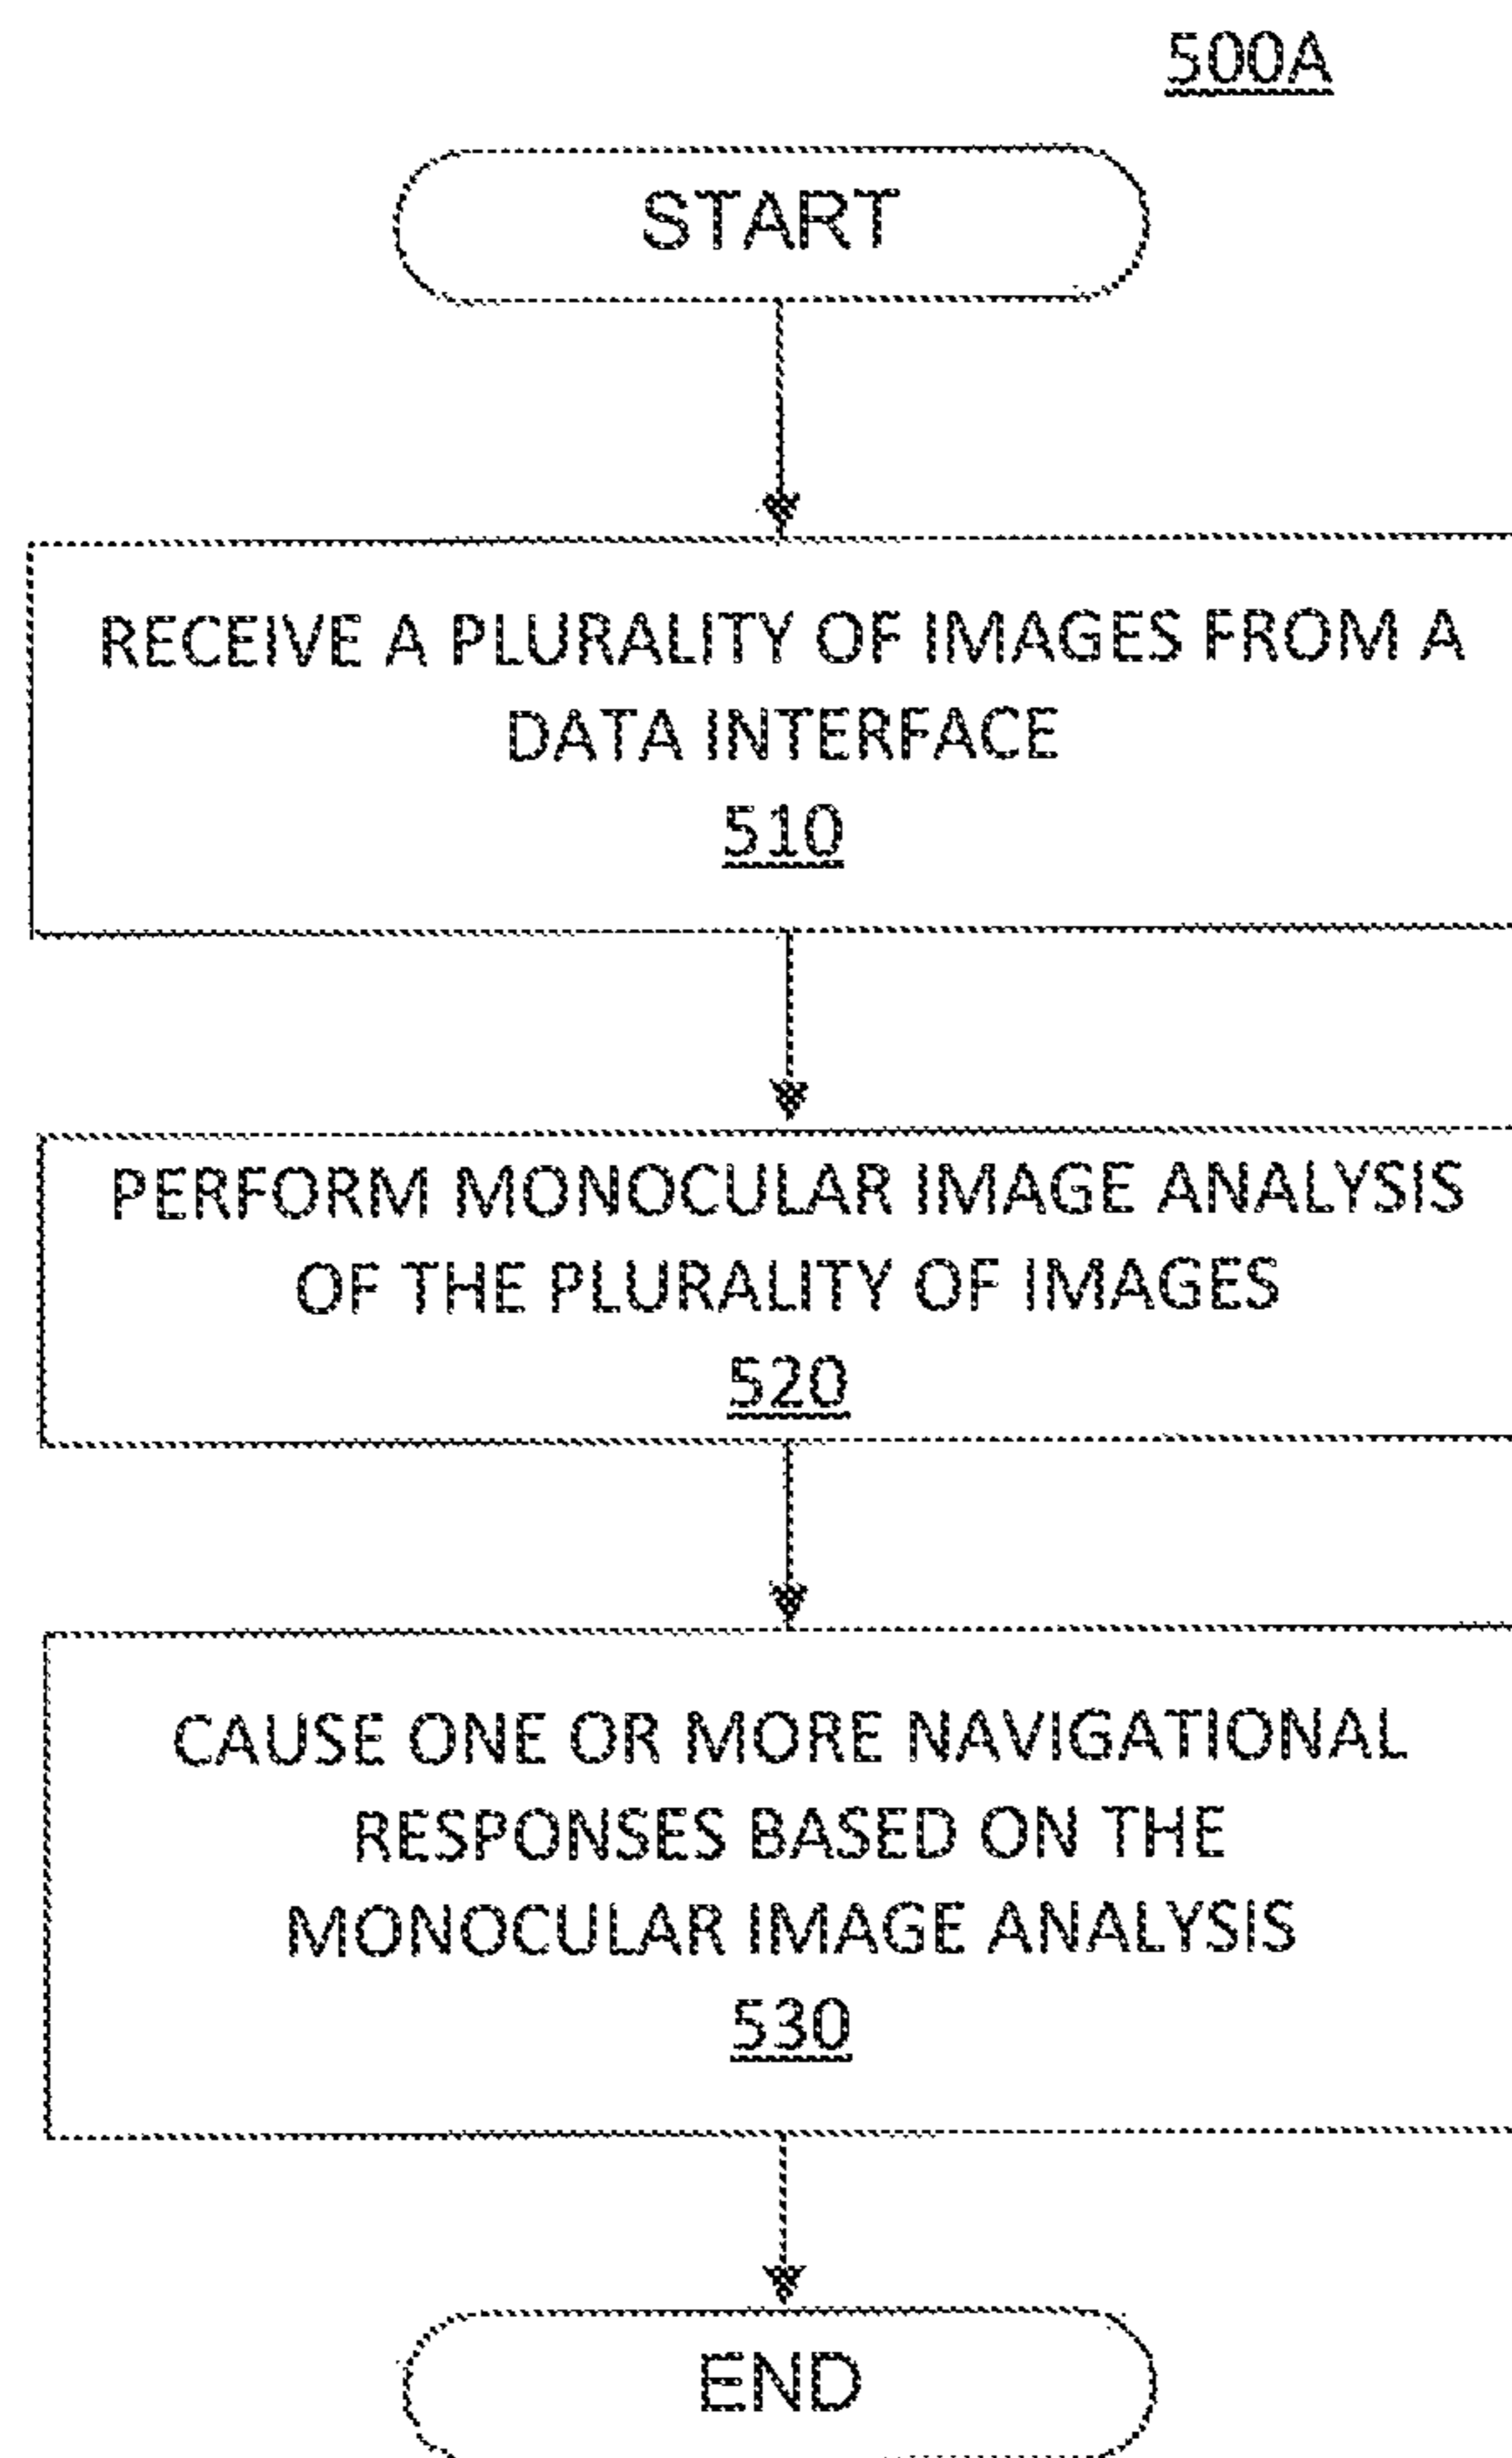 500A
START
RECEIVE A PLURALITY OF IMAGES FROM A
DATA INTERFACE
510
PERFORM MONOCULAR IMAGE ANALYSIS
OF THE PLURALITY OF IMAGES
520
CAUSE ONE OR MORE NAVIGATIONAL
RESPONSES BASED ON THE
MONOCULAR IMAGE ANALYSIS
530
END